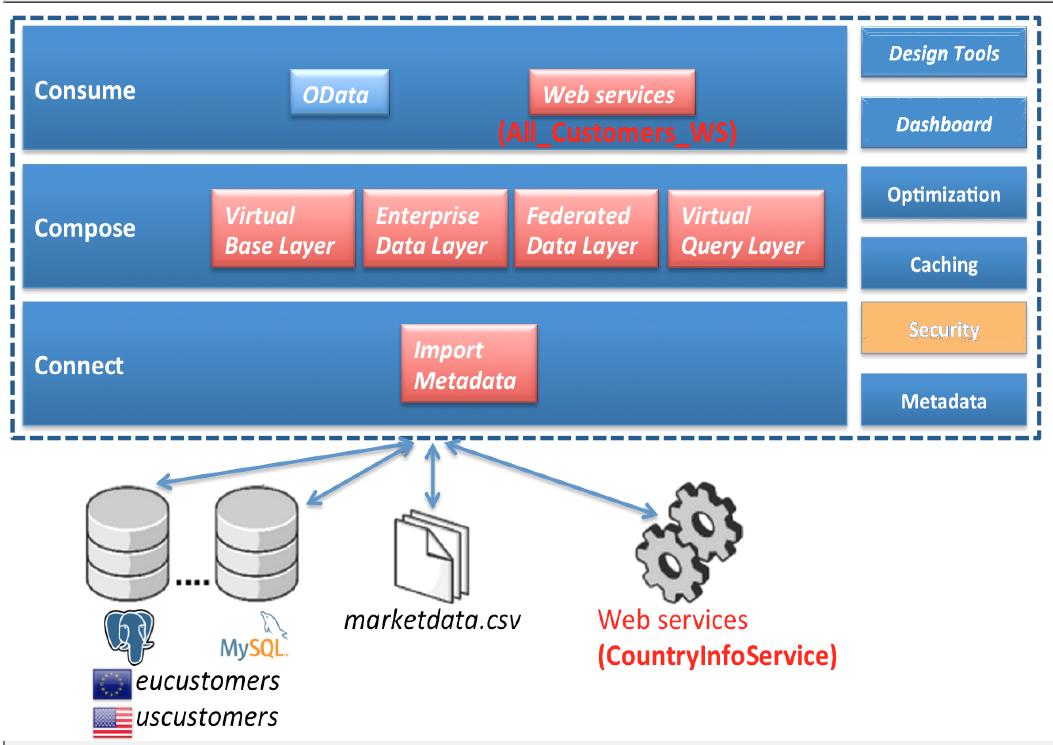 Consume
OData
Web services
(All_Customers_WS)
Compose
Virtual
Base Layer
Enterprise
Data Layer
Federated
Data Layer
Virtual
Query Layer
Connect
Import
Metadata
Design Tools
Dashboard
Optimization
Caching
Security
Metadata
....
MySQL
marketdata.csv
Web services
(CountryInfoService)
eucustomers
uscustomers